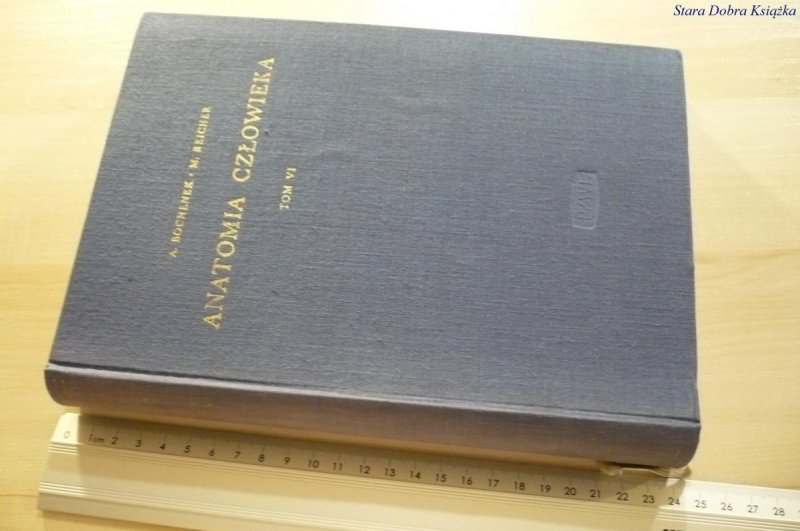 Stara Dobra Książka
A. BOCHENEK · M. REICHER
ANATOMIA CZŁOWIEKA
TOM VI
0 1cm 2 3 4 5 6 7 8 9 10 11 12 13 14 15 16 17 18 19 20 21 22 23 24 25 26 27 28